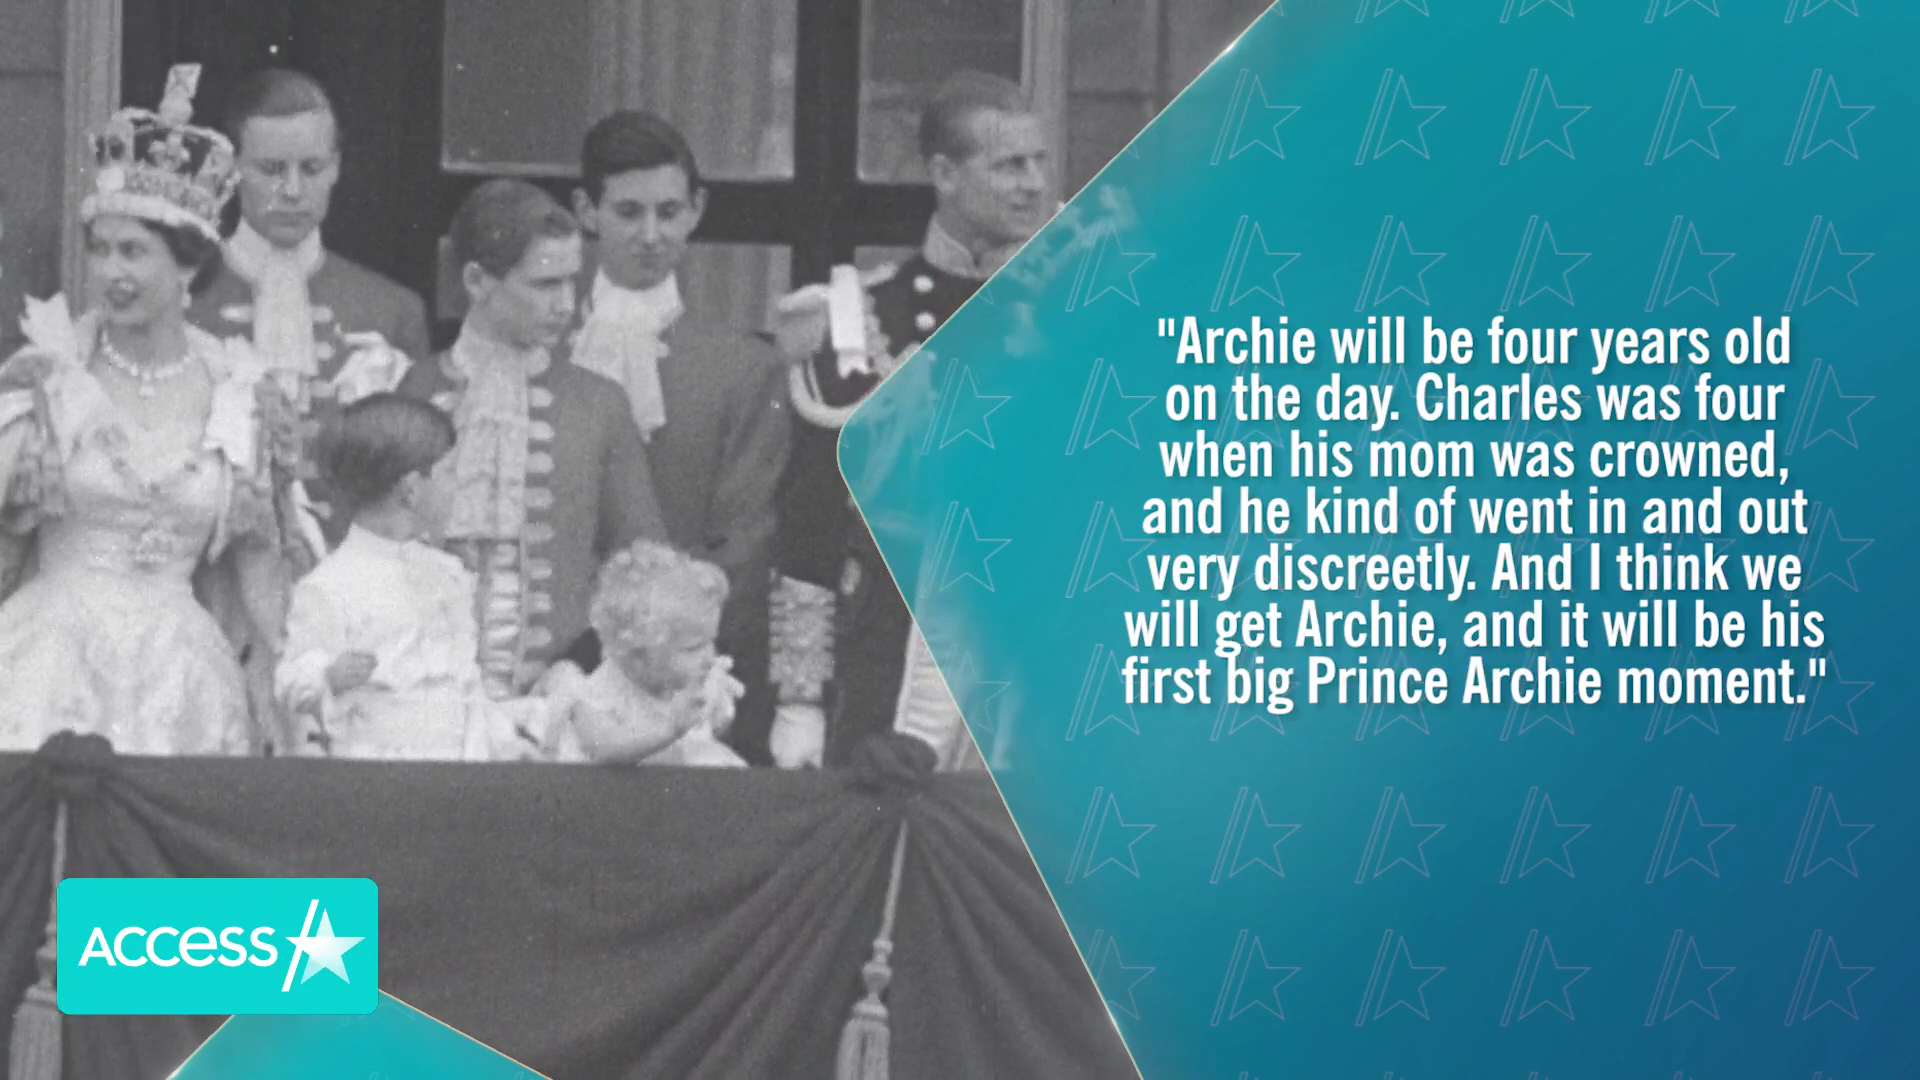 "Archie will be four years old
on the day. Charles was four
when his mom was crowned,
and he kind of went in and out
very discreetly. And I think we
will get Archie, and it will be his
first big Prince Archie moment."
ACCESS